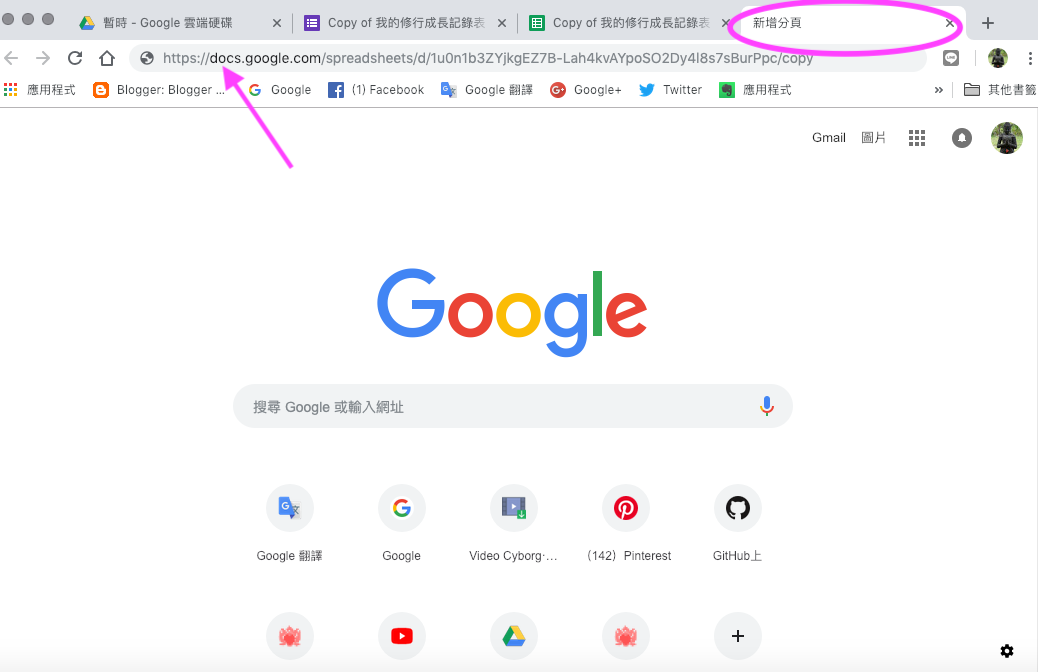 暫時 - Google 雲端硬碟
Copy of 我的修行成長記錄表
Copy of 我的修行成長記錄表
新增分頁
https://docs.google.com/spreadsheets/d/1u0n1b3ZYjkgEZ7B-Lah4kvAYpoSO2Dy4l8s7sBurPpc/copy
應用程式
Blogger: Blogger ...
Google
(1) Facebook
Google 翻譯
Google+
Twitter
應用程式
»
其他書籤
Gmail
圖片
Google
搜尋 Google 或輸入網址
Google 翻譯
Google
Video Cyborg·…
（142）Pinterest
GitHub上